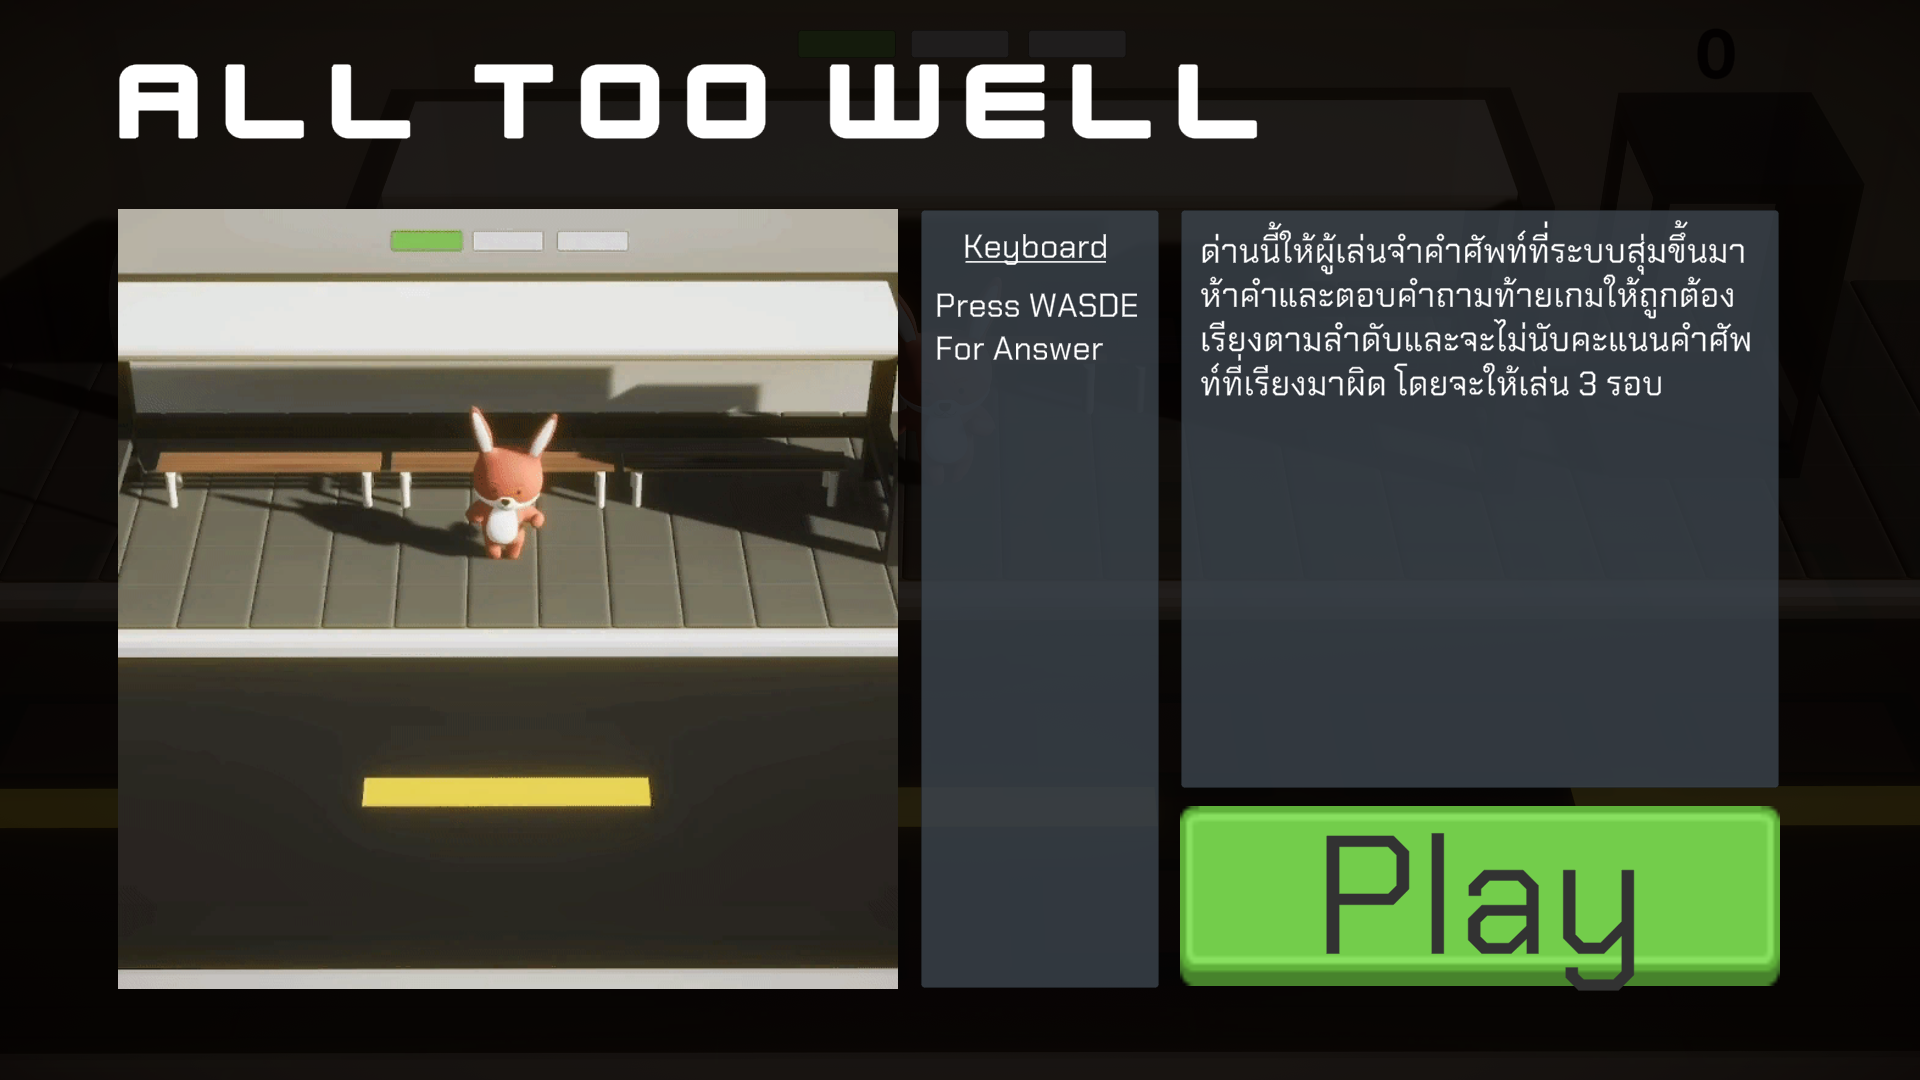 0
ALL TOO WELL
Keyboard
Press WASDE
For Answer
ด่านนี้ให้ผู้เล่นจำคำศัพท์ที่ระบบสุ่มขึ้นมา
ห้าคำและตอบคำถามท้ายเกมให้ถูกต้อง
เรียงตามลำดับและจะไม่นับคะแนนคำศัพ
ท์ที่เรียงมาผิด โดยจะให้เล่น 3 รอบ
Play